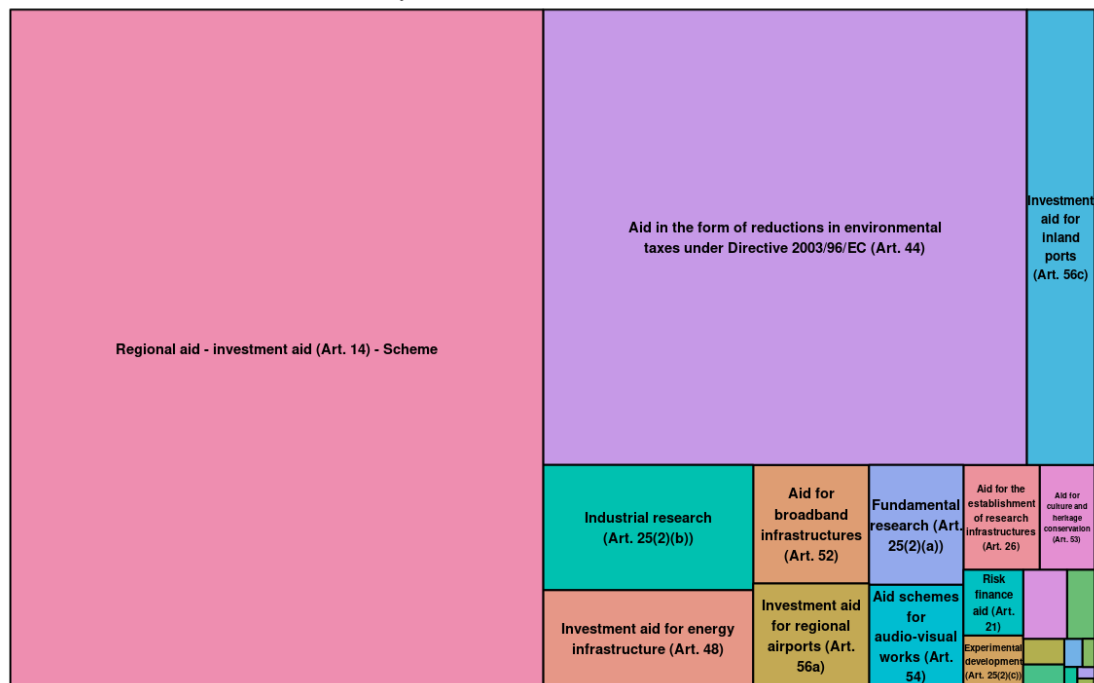 Regional aid - investment aid (Art. 14) - Scheme
Aid in the form of reductions in environmental
taxes under Directive 2003/96/EC (Art. 44)
Investment
aid for
inland
ports
(Art. 56c)
Industrial research
(Art. 25(2)(b))
Investment aid for energy
infrastructure (Art. 48)
Aid for
broadband
infrastructures
(Art. 52)
Investment aid
for regional
airports (Art.
56a)
Fundamental
research (Art.
25(2)(a))
Aid schemes
for
audio-visual
works (Art.
54)
Aid for the
establishment
of research
infrastructures
(Art. 26)
Aid for
culture and
heritage
conservation
(Art. 53)
Risk
finance
aid (Art.
21)
Experimental
development
(Art. 25(2)(c))